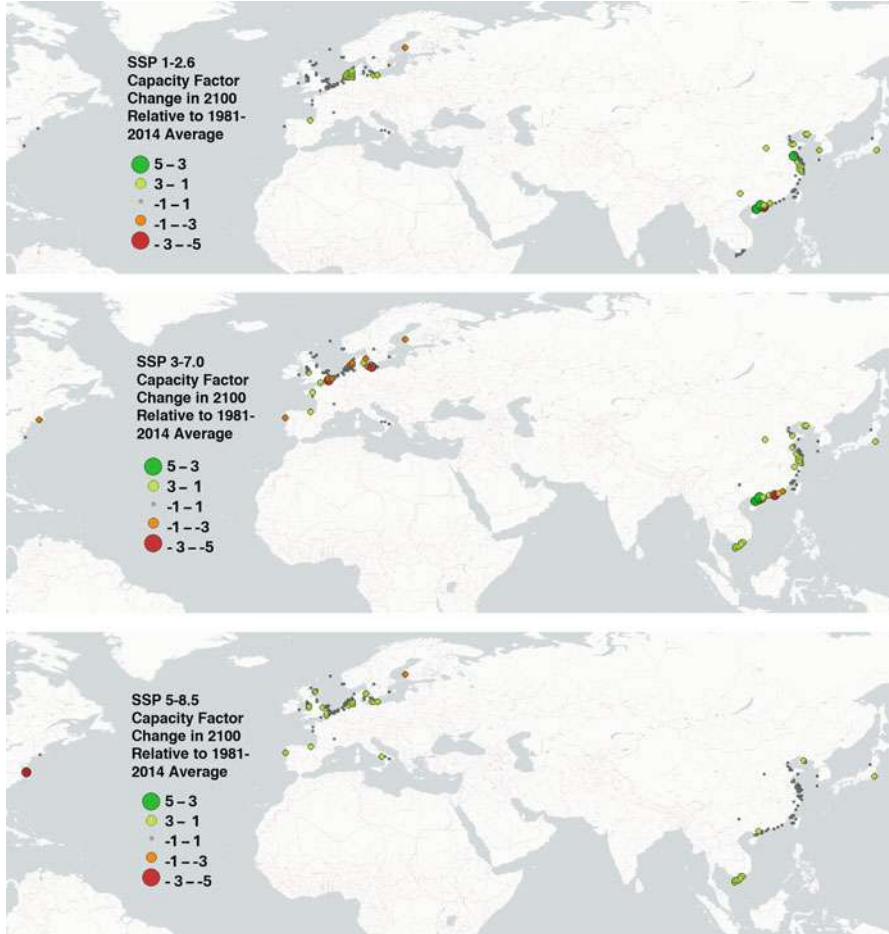 SSP 1-2.6
Capacity Factor
Change in 2100
Relative to 1981-
2014 Average
5 – 3
3 – 1
-1 – 1
-1 – -3
- 3 – -5
SSP 3-7.0
Capacity Factor
Change in 2100
Relative to 1981-
2014 Average
5 – 3
3 – 1
-1 – 1
-1 – -3
- 3 – -5
SSP 5-8.5
Capacity Factor
Change in 2100
Relative to 1981-
2014 Average
5 – 3
3 – 1
-1 – 1
-1 – -3
- 3 – -5